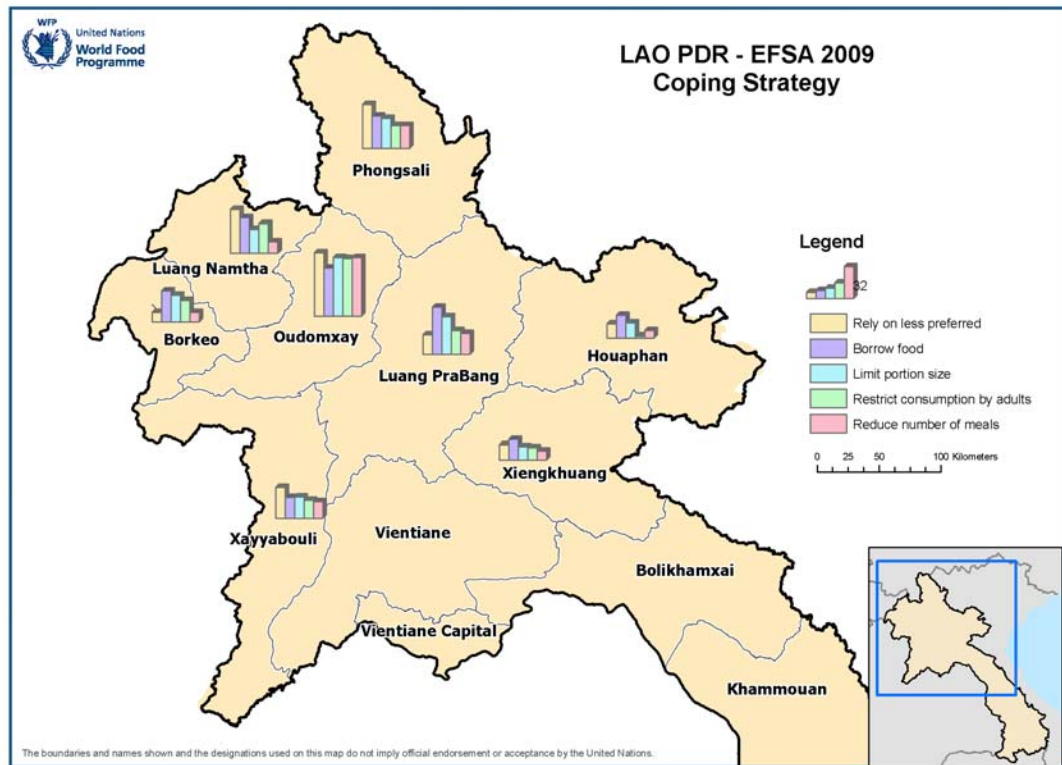 WFP
United Nations
World Food
Programme
LAO PDR - EFSA 2009
Coping Strategy
Phongsali
Luang Namtha
Borkeo
Oudomxay
Luang PraBang
Houaphan
Xiengkhuang
Xayyabouli
Vientiane
Bolikhamxai
Vientiane Capital
Khammouan
Legend
32
Rely on less preferred
Borrow food
Limit portion size
Restrict consumption by adults
Reduce number of meals
0 25 50 100 Kilometers
The boundaries and names shown and the designations used on this map do not imply official endorsement or acceptance by the United Nations.